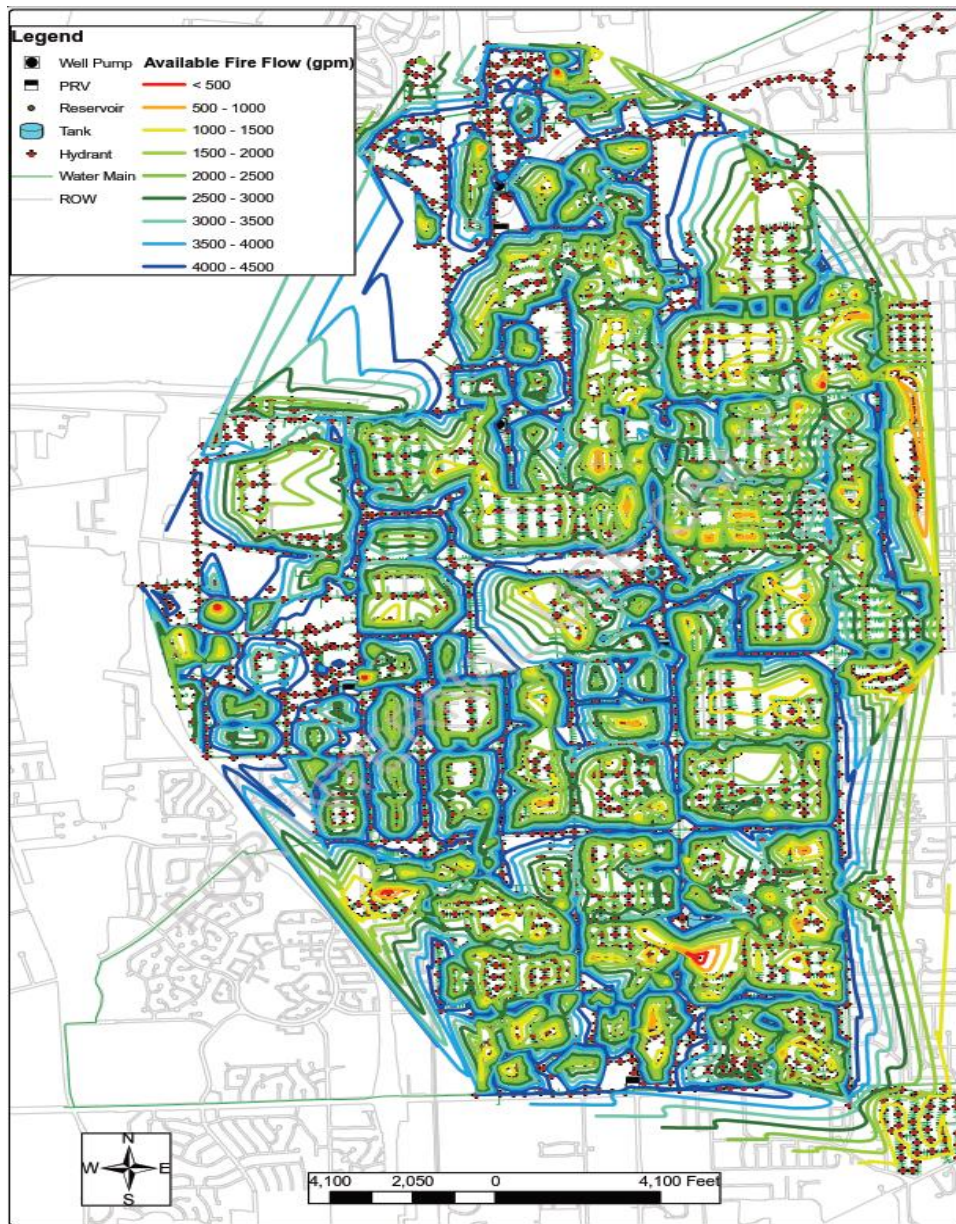 Legend
Well Pump Available Fire Flow (gpm)
PRV < 500
Reservoir 500 - 1000
Tank 1000 - 1500
Hydrant 1500 - 2000
Water Main 2000 - 2500
ROW 2500 - 3000
3000 - 3500
3500 - 4000
4000 - 4500
N
W E
S
4,100 2,050 0 4,100 Feet